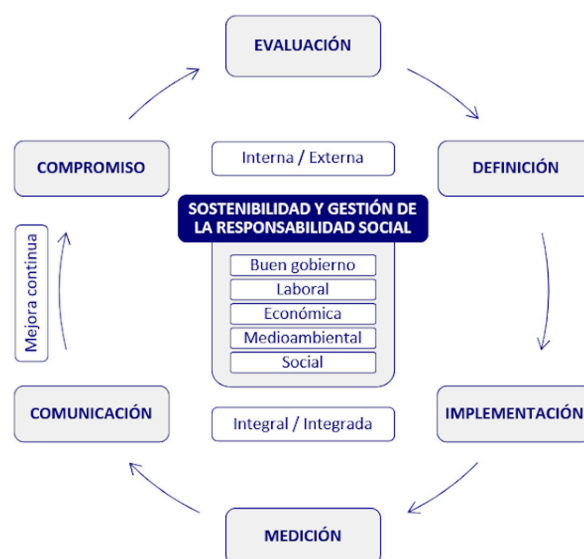 EVALUACIÓN
COMPROMISO
Interna / Externa
DEFINICIÓN
SOSTENIBILIDAD Y GESTIÓN DE
LA RESPONSABILIDAD SOCIAL
Buen gobierno
Laboral
Económica
Medioambiental
Social
Mejora continua
COMUNICACIÓN
Integral / Integrada
IMPLEMENTACIÓN
MEDICIÓN